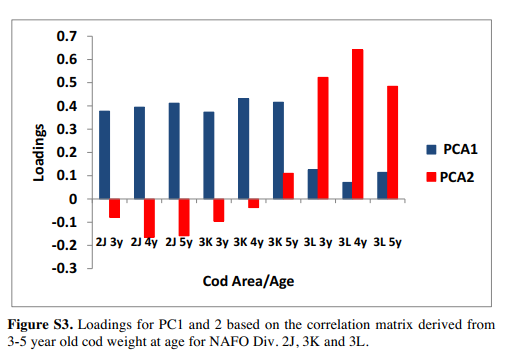 0.7
0.6
0.5
0.4
0.3
0.2
0.1
0
-0.1
-0.2
-0.3
Loadings
2J 3y 2J 4y 2J 5y 3K 3y 3K 4y 3K 5y 3L 3y 3L 4y 3L 5y
Cod Area/Age
PCA1
PCA2
Figure S3. Loadings for PC1 and 2 based on the correlation matrix derived from
3-5 year old cod weight at age for NAFO Div. 2J, 3K and 3L.